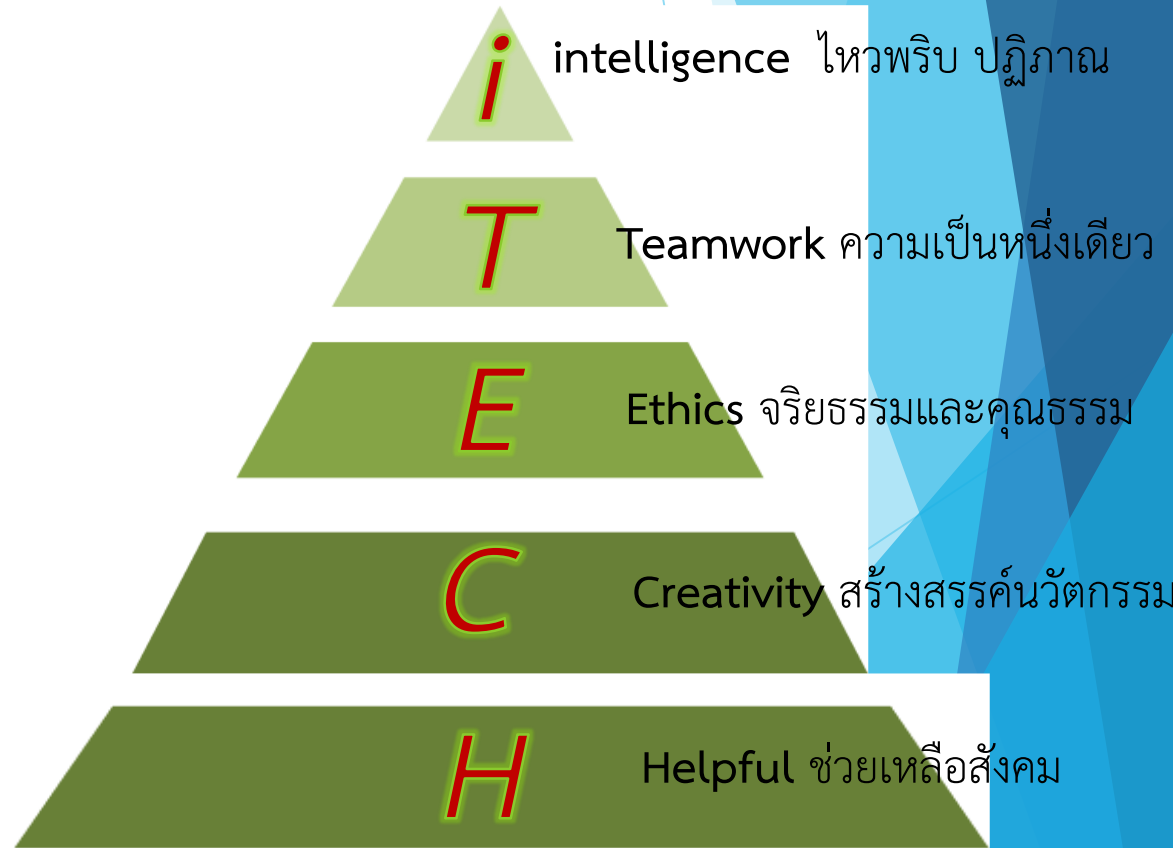 i intelligence ไหวพริบ ปฏิภาณ
T Teamwork ความเป็นหนึ่งเดียว
E Ethics จริยธรรมและคุณธรรม
C Creativity สร้างสรรค์นวัตกรรม
H Helpful ช่วยเหลือสังคม